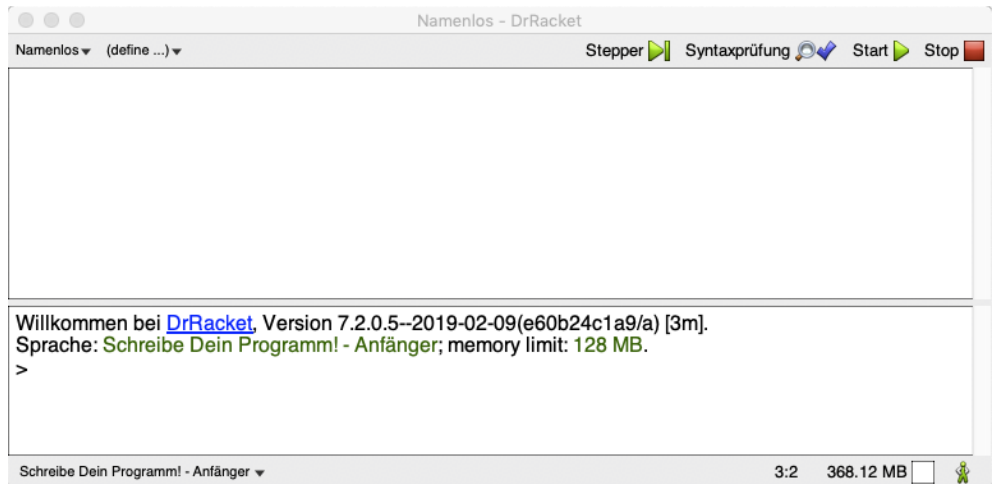 Namenlos - DrRacket
Namenlos (define ...) Stepper Syntaxprüfung Start Stop
Willkommen bei DrRacket, Version 7.2.0.5--2019-02-09(e60b24c1a9/a) [3m].
Sprache: Schreibe Dein Programm! - Anfänger; memory limit: 128 MB.
>
Schreibe Dein Programm! - Anfänger 3:2 368.12 MB